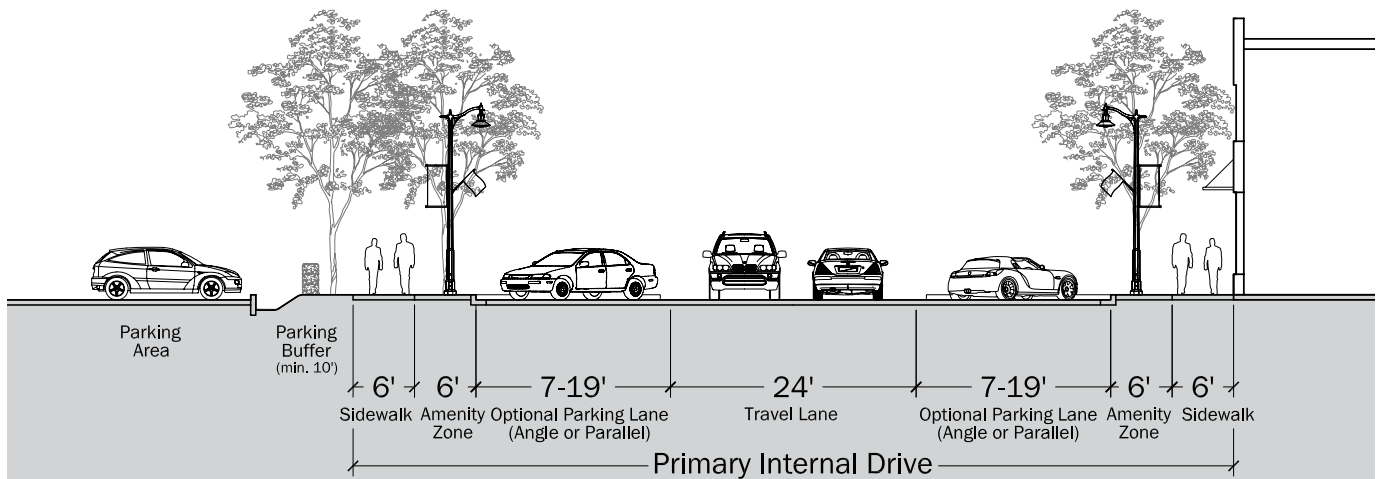 Parking
Area
Parking
Buffer
(min. 10')
6'
Sidewalk
6'
Amenity
Zone
7-19'
Optional Parking Lane
(Angle or Parallel)
24'
Travel Lane
7-19'
Optional Parking Lane
(Angle or Parallel)
6'
Amenity
Zone
6'
Sidewalk
Primary Internal Drive